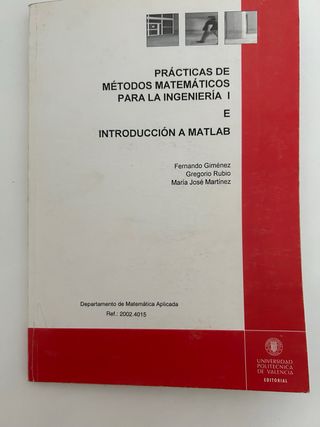 PRÁCTICAS DE
MÉTODOS MATEMÁTICOS
PARA LA INGENIERÍA I
E
INTRODUCCIÓN A MATLAB
Fernando Giménez
Gregorio Rubio
María José Martínez
Departamento de Matemática Aplicada
Ref.: 2002.4015
UNIVERSIDAD
POLITECNICA
DE VALENCIA
EDITORIAL